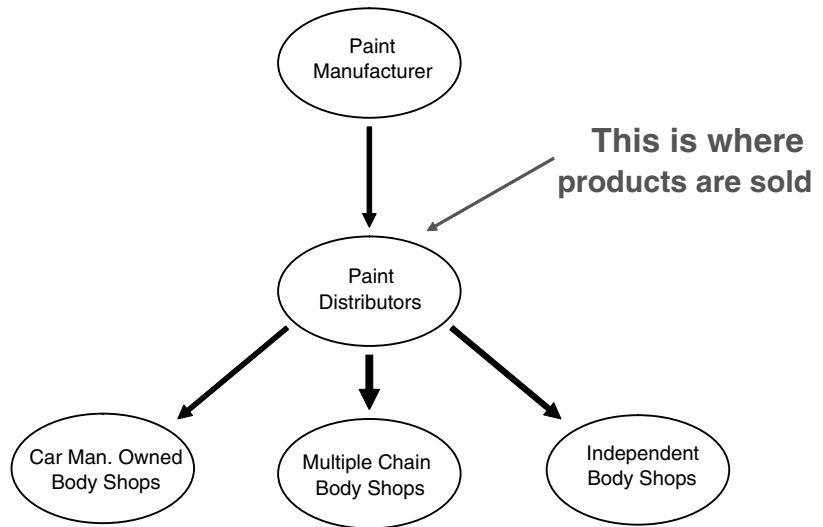 Paint
Manufacturer
This is where
products are sold
Paint
Distributors
Car Man. Owned
Body Shops
Multiple Chain
Body Shops
Independent
Body Shops